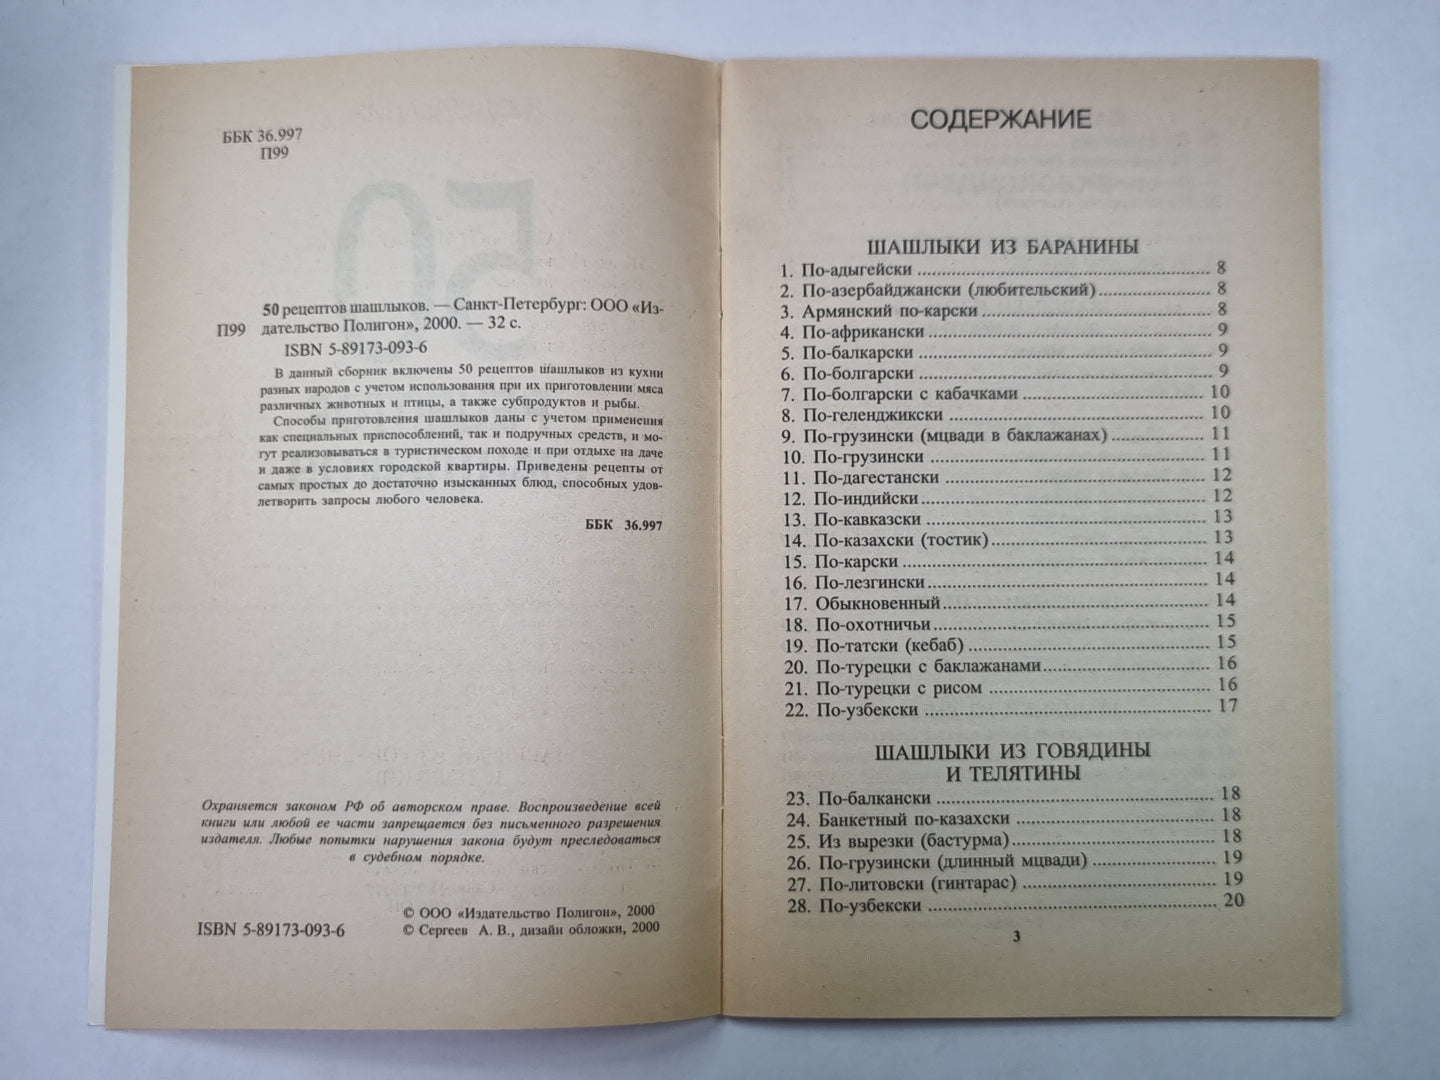 ББК 36.997
П99
50 рецептов шашлыков. — Санкт-Петербург: ООО «Из-
П99 дательство Полигон», 2000. — 32 с.
ISBN 5-89173-093-6
В данный сборник включены 50 рецептов шашлыков из кухни
разных народов с учетом использования при их приготовлении мяса
различных животных и птицы, а также субпродуктов и рыбы.
Способы приготовления шашлыков даны с учетом применения
как специальных приспособлений, так и подручных средств, и мо-
гут реализовываться в туристическом походе и при отдыхе на даче
и даже в условиях городской квартиры. Приведены рецепты от
самых простых до достаточно изысканных блюд, способных удов-
летворить запросы любого человека.
ББК 36.997
Охраняется законом РФ об авторском праве. Воспроизведение всей
книги или любой ее части запрещается без письменного разрешения
издателя. Любые попытки нарушения закона будут преследоваться
в судебном порядке.
© ООО «Издательство Полигон», 2000
ISBN 5-89173-093-6 © Сергеев А. В., дизайн обложки, 2000
СОДЕРЖАНИЕ
ШАШЛЫКИ ИЗ БАРАНИНЫ
1. По-адыгейски ........ 8
2. По-азербайджански (любительский) ........ 8
3. Армянский по-карски ........ 8
4. По-африкански ........ 9
5. По-балкарски ........ 9
6. По-болгарски ........ 9
7. По-болгарски с кабачками ........ 10
8. По-геленджикски ........ 10
9. По-грузински (мцвади в баклажанах) ........ 11
10. По-грузински ........ 11
11. По-дагестански ........ 12
12. По-индийски ........ 12
13. По-кавказски ........ 13
14. По-казахски (тостик) ........ 13
15. По-карски ........ 14
16. По-лезгински ........ 14
17. Обыкновенный ........ 14
18. По-охотничьи ........ 15
19. По-татски (кебаб) ........ 15
20. По-турецки с баклажанами ........ 16
21. По-турецки с рисом ........ 16
22. По-узбекски ........ 17
ШАШЛЫКИ ИЗ ГОВЯДИНЫ
И ТЕЛЯТИНЫ
23. По-балкански ........ 18
24. Банкетный по-казахски ........ 18
25. Из вырезки (бастурма) ........ 18
26. По-грузински (длинный мцвади) ........ 19
27. По-литовски (гинтарас) ........ 19
28. По-узбекски ........ 20
3